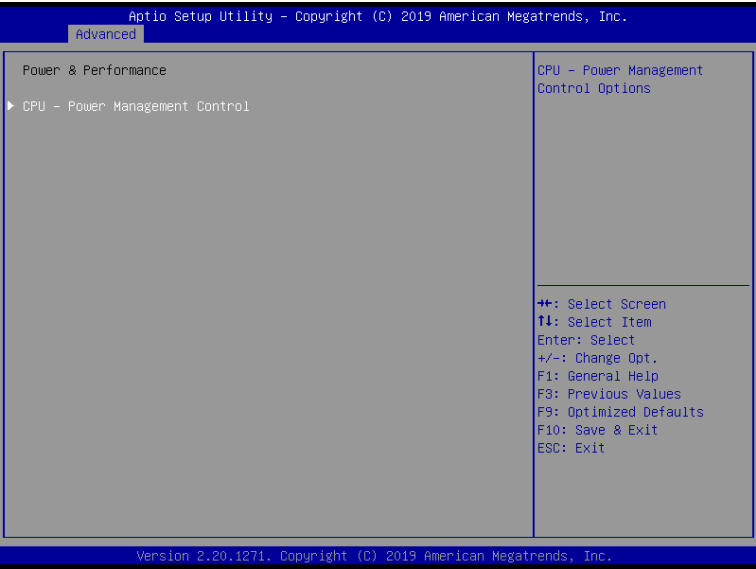 Aptio Setup Utility – Copyright (C) 2019 American Megatrends, Inc.
Advanced
Power & Performance
▶ CPU – Power Management Control
CPU – Power Management
Control Options
→←: Select Screen
↑↓: Select Item
Enter: Select
+/–: Change Opt.
F1: General Help
F3: Previous Values
F9: Optimized Defaults
F10: Save & Exit
ESC: Exit
Version 2.20.1271. Copyright (C) 2019 American Megatrends, Inc.